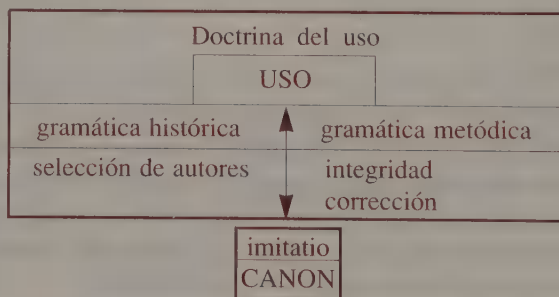 Doctrina del uso
USO
gramática histórica
gramática metódica
selección de autores
integridad
corrección
imitatio
CANON